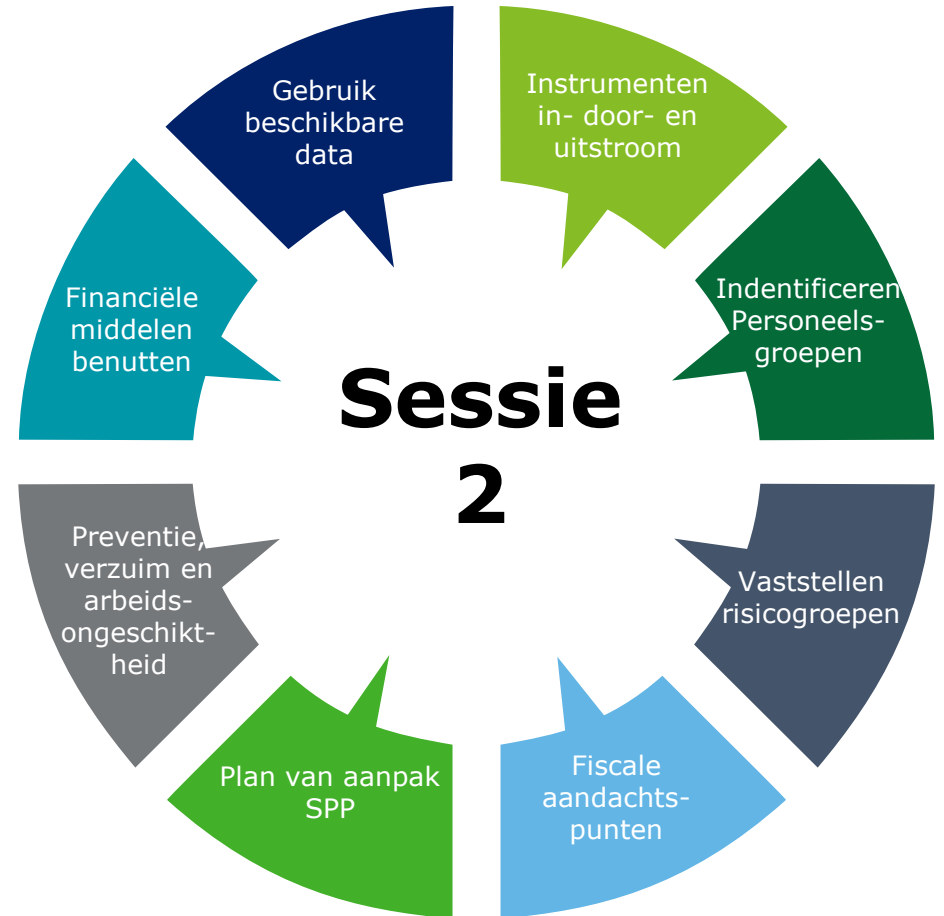 Gebruik
beschikbare
data
Instrumenten
in- door- en
uitstroom
Indentificeren
Personeels-
groepen
Vaststellen
risicogroepen
Fiscale
aandachts-
punten
Plan van aanpak
SPP
Preventie,
verzuim en
arbeids-
ongeschikt-
heid
Financiële
middelen
benutten
Sessie
2